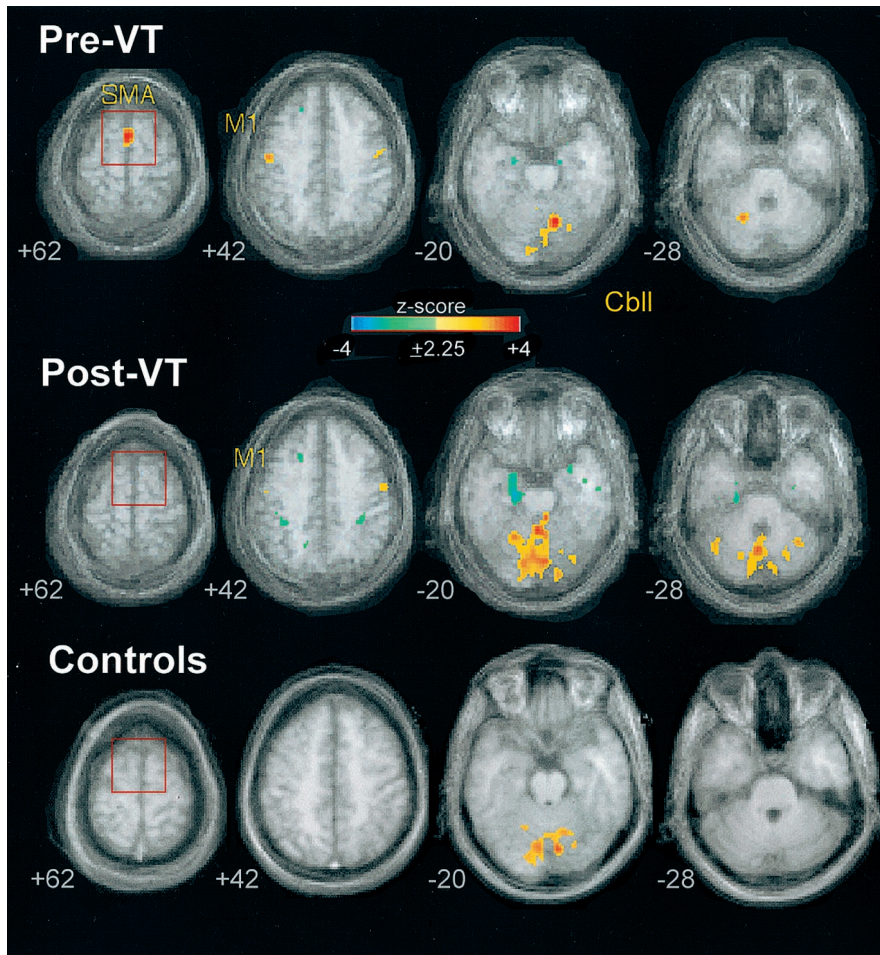 Pre-VT
SMA
M1
+62
+42
-20
-28
Cbll
z-score
-4
±2.25
+4
Post-VT
M1
+62
+42
-20
-28
Controls
+62
+42
-20
-28